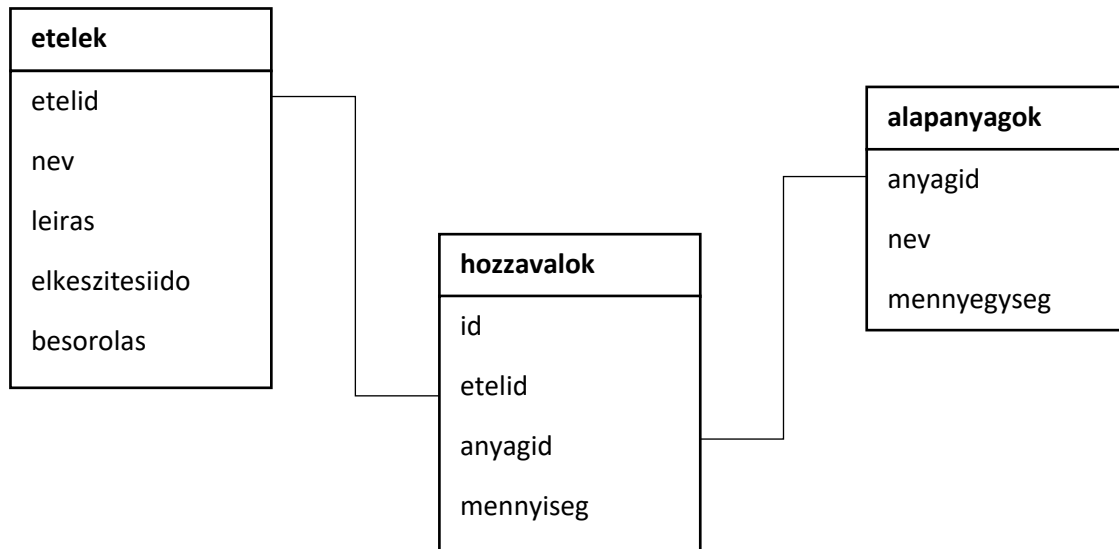 etelek
etelid
nev
leiras
elkeszitesiido
besorolas
hozzavalok
id
etelid
anyagid
mennyiseg
alapanyagok
anyagid
nev
mennyegyseg